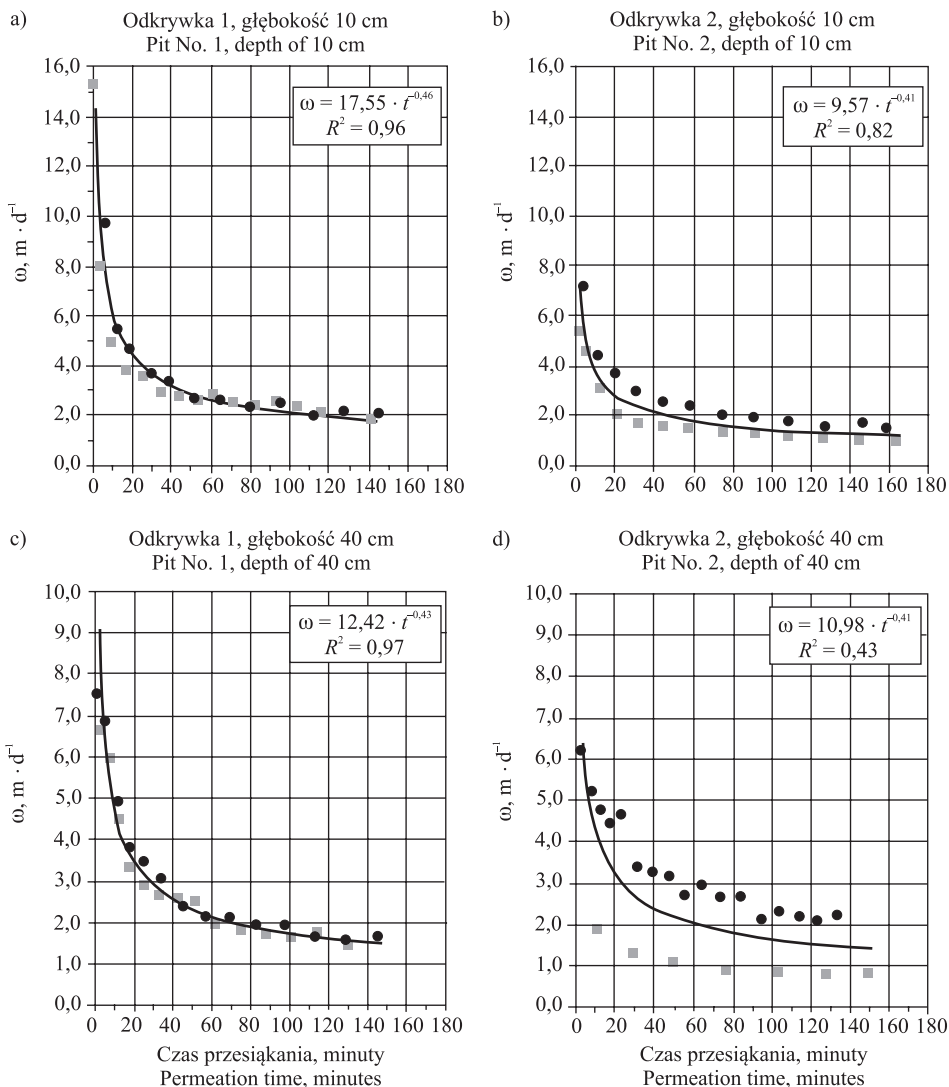 a)
Odkrywka 1, głębokość 10 cm
Pit No. 1, depth of 10 cm
16,0
14,0
12,0
10,0
8,0
6,0
4,0
2,0
0,0
ω, m · d⁻¹
ω = 17,55 · t⁻⁰,⁴⁶
R² = 0,96
0 20 40 60 80 100 120 140 160 180
b)
Odkrywka 2, głębokość 10 cm
Pit No. 2, depth of 10 cm
16,0
14,0
12,0
10,0
8,0
6,0
4,0
2,0
0,0
ω, m · d⁻¹
ω = 9,57 · t⁻⁰,⁴¹
R² = 0,82
0 20 40 60 80 100 120 140 160 180
c)
Odkrywka 1, głębokość 40 cm
Pit No. 1, depth of 40 cm
10,0
9,0
8,0
7,0
6,0
5,0
4,0
3,0
2,0
1,0
0,0
ω, m · d⁻¹
ω = 12,42 · t⁻⁰,⁴³
R² = 0,97
0 20 40 60 80 100 120 140 160 180
Czas przesiąkania, minuty
Permeation time, minutes
d)
Odkrywka 2, głębokość 40 cm
Pit No. 2, depth of 40 cm
10,0
9,0
8,0
7,0
6,0
5,0
4,0
3,0
2,0
1,0
0,0
ω, m · d⁻¹
ω = 10,98 · t⁻⁰,⁴¹
R² = 0,43
0 20 40 60 80 100 120 140 160 180
Czas przesiąkania, minuty
Permeation time, minutes